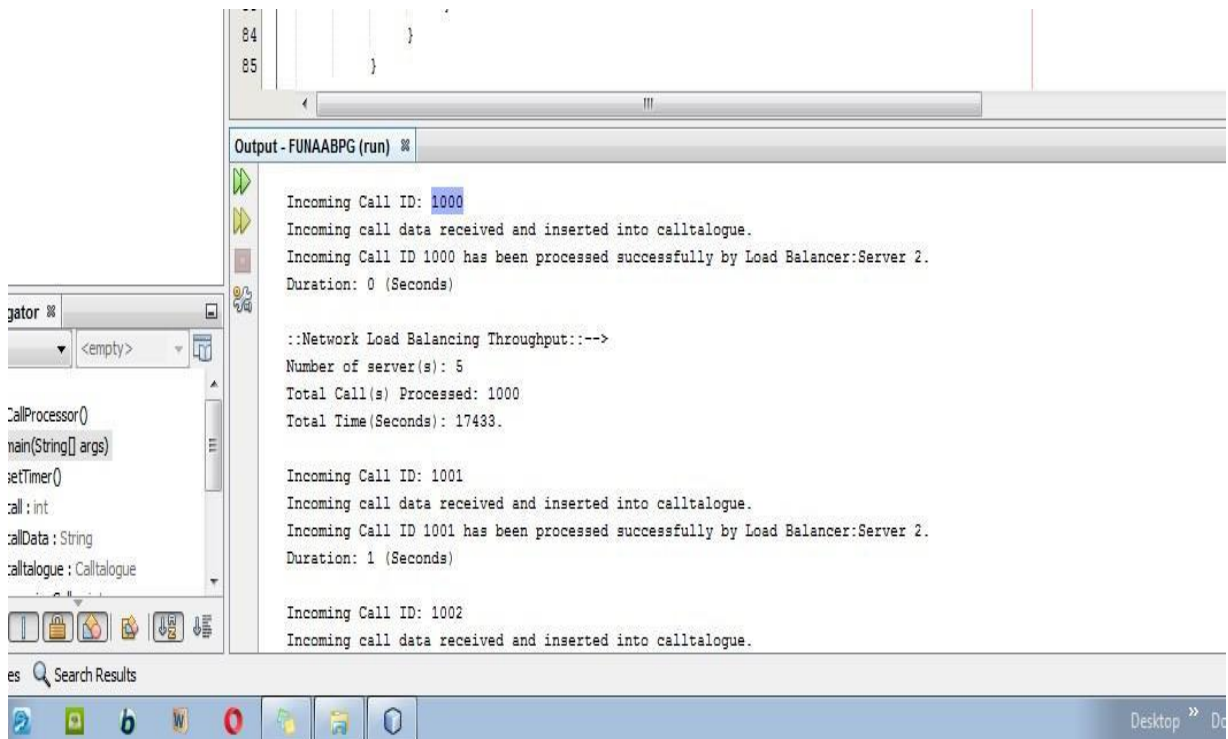 84 }
85 }
Output - FUNAABPG (run)
Incoming Call ID: 1000
Incoming call data received and inserted into calltalogue.
Incoming Call ID 1000 has been processed successfully by Load Balancer:Server 2.
Duration: 0 (Seconds)
::Network Load Balancing Throughput::-->
Number of server(s): 5
Total Call(s) Processed: 1000
Total Time(Seconds): 17433.
Incoming Call ID: 1001
Incoming call data received and inserted into calltalogue.
Incoming Call ID 1001 has been processed successfully by Load Balancer:Server 2.
Duration: 1 (Seconds)
Incoming Call ID: 1002
Incoming call data received and inserted into calltalogue.
gator
<empty>
CallProcessor()
main(String[] args)
setTimer()
call : int
callData : String
calltalogue : Calltalogue
es Search Results
Desktop » Do